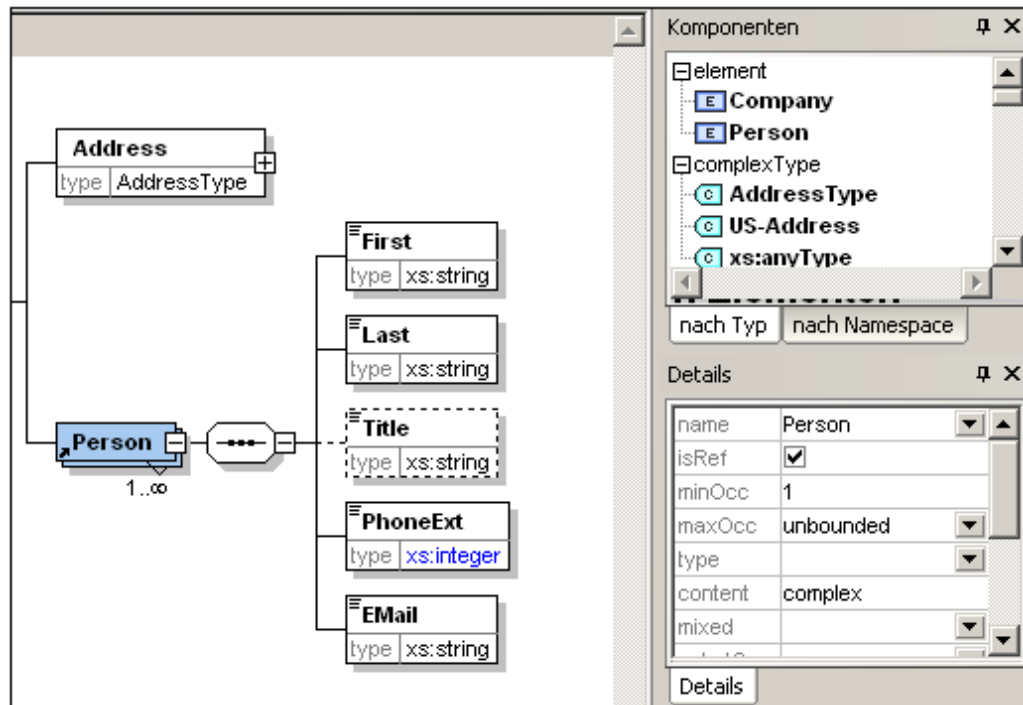 Address
type AddressType
First
type xs:string
Last
type xs:string
Title
type xs:string
Person
1..∞
PhoneExt
type xs:integer
EMail
type xs:string
Komponenten
element
E Company
E Person
complexType
C AddressType
C US-Address
C xs:anyType
nach Typ nach Namespace
Details
name Person
isRef
minOcc 1
maxOcc unbounded
type
content complex
mixed
Details